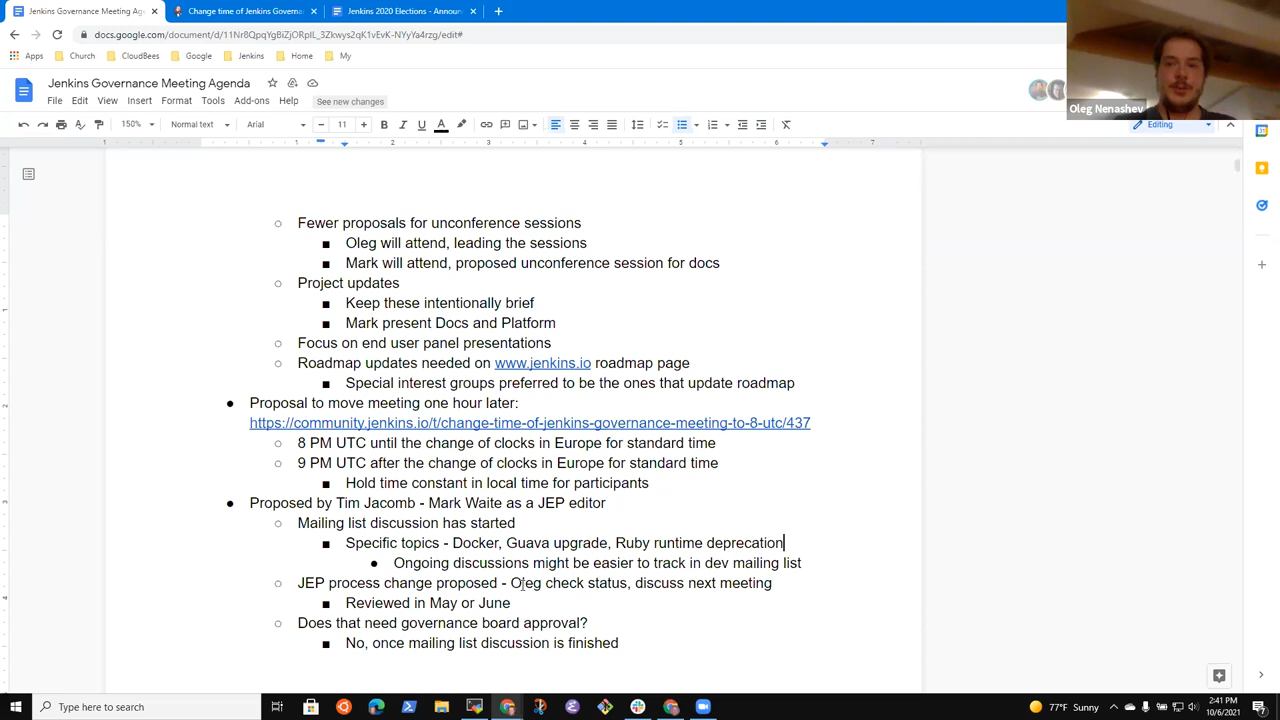 Jenkins Governance Meeting Ag
Change time of Jenkins Governa
Jenkins 2020 Elections - Announ
docs.google.com/document/d/11Nr8QpqYgBiZjORpIL_3Zkwys2qK1vEvK-NYyYa4rzg/edit#
Apps
Church
CloudBees
Google
Jenkins
Home
My
Jenkins Governance Meeting Agenda
Oleg Nenashev
File Edit View Insert Format Tools Add-ons Help
See new changes
150%
Normal text
Arial
11
Editing
1 1 2 3 4 5 6 7
Fewer proposals for unconference sessions
Oleg will attend, leading the sessions
Mark will attend, proposed unconference session for docs
Project updates
Keep these intentionally brief
Mark present Docs and Platform
Focus on end user panel presentations
Roadmap updates needed on www.jenkins.io roadmap page
Special interest groups preferred to be the ones that update roadmap
Proposal to move meeting one hour later:
https://community.jenkins.io/t/change-time-of-jenkins-governance-meeting-to-8-utc/437
8 PM UTC until the change of clocks in Europe for standard time
9 PM UTC after the change of clocks in Europe for standard time
Hold time constant in local time for participants
Proposed by Tim Jacomb - Mark Waite as a JEP editor
Mailing list discussion has started
Specific topics - Docker, Guava upgrade, Ruby runtime deprecation
Ongoing discussions might be easier to track in dev mailing list
JEP process change proposed - Oleg check status, discuss next meeting
Reviewed in May or June
Does that need governance board approval?
No, once mailing list discussion is finished
Type here to search
77°F Sunny
2:41 PM
10/6/2021